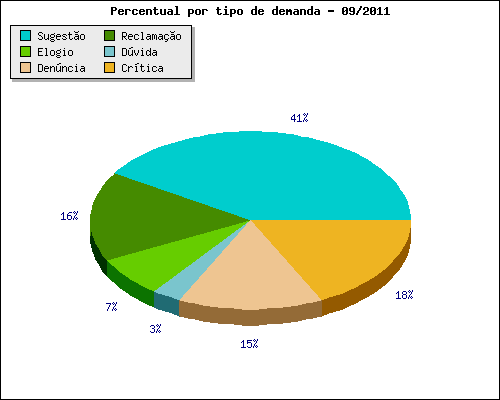 Percentual por tipo de demanda - 09/2011
Sugestão Reclamação
Elogio Dúvida
Denúncia Crítica
41%
16%
18%
7%
3%
15%